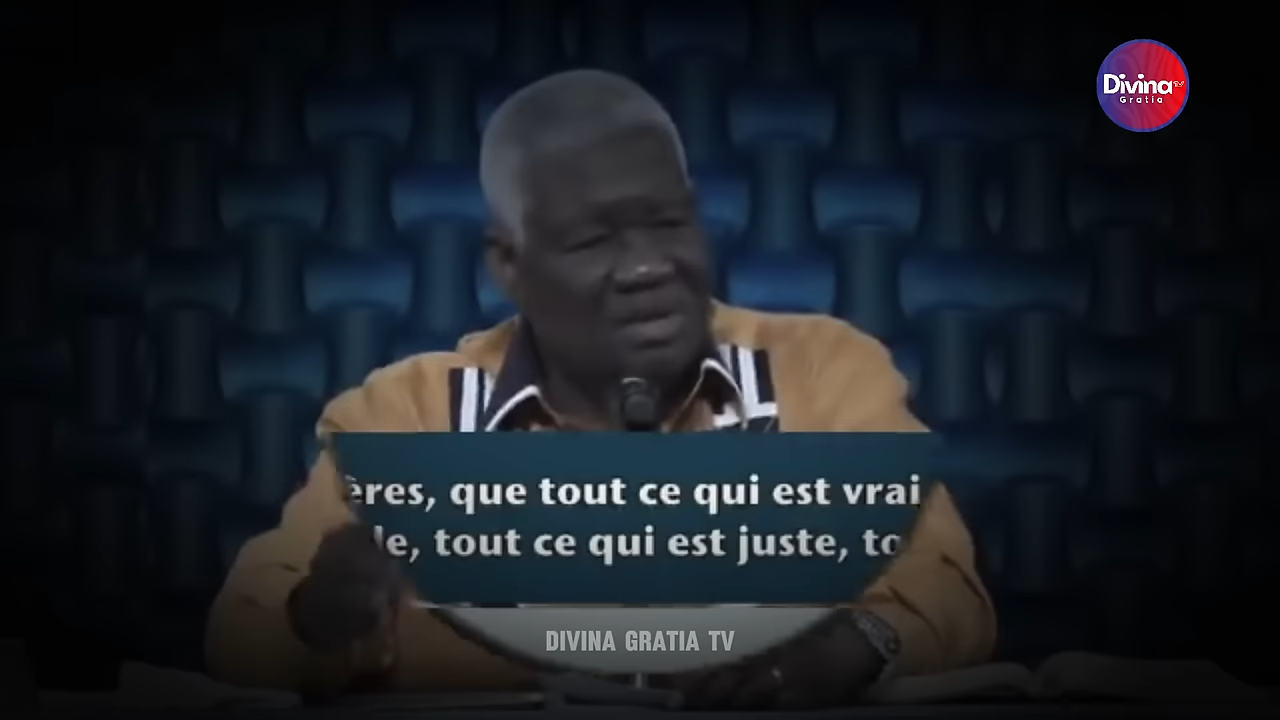 Divina TV
Gratia
ères, que tout ce qui est vrai
le, tout ce qui est juste, to
DIVINA GRATIA TV